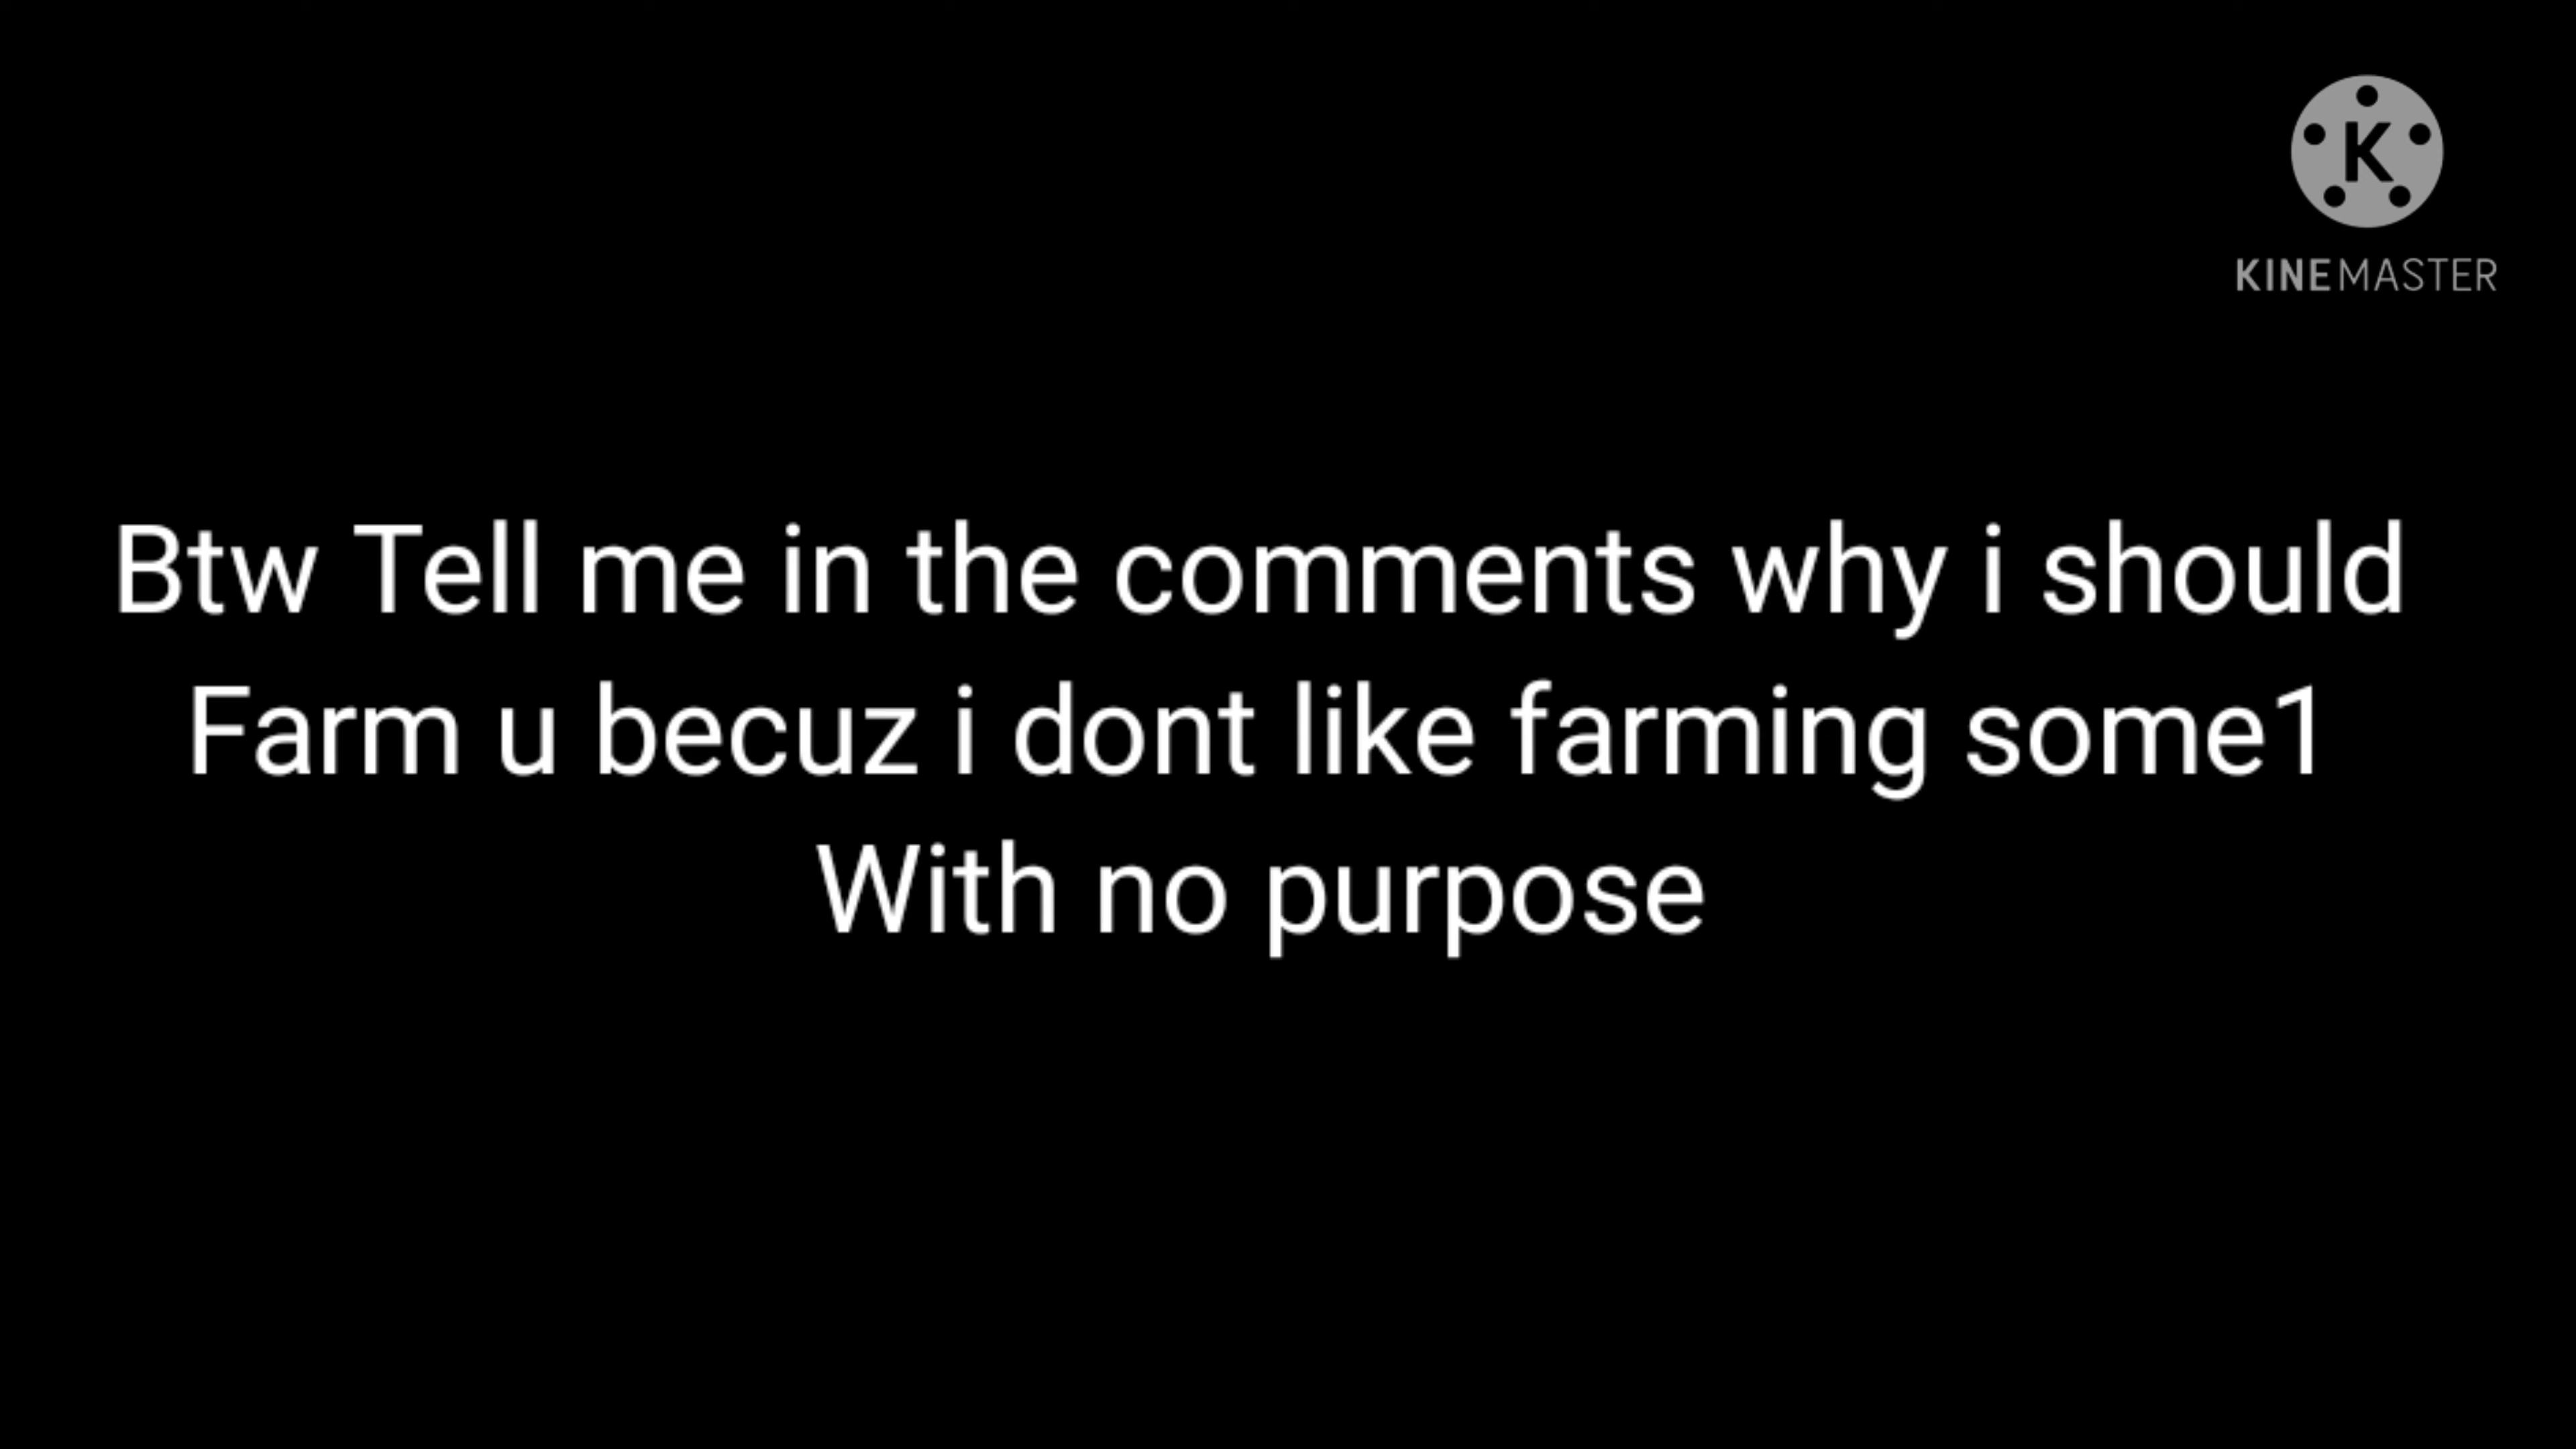 K
KINEMASTER
Btw Tell me in the comments why i should
Farm u becuz i dont like farming some1
With no purpose